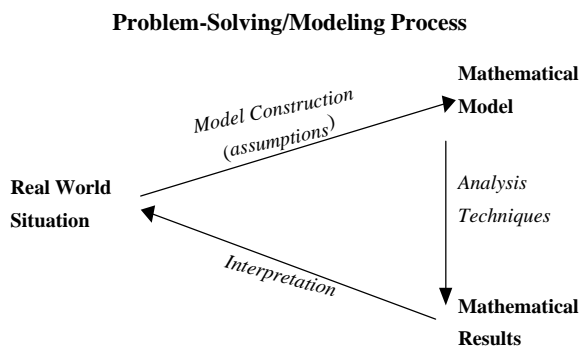 Problem-Solving/Modeling Process
Mathematical
Model
Model Construction
(assumptions)
Real World
Situation
Analysis
Techniques
Interpretation
Mathematical
Results